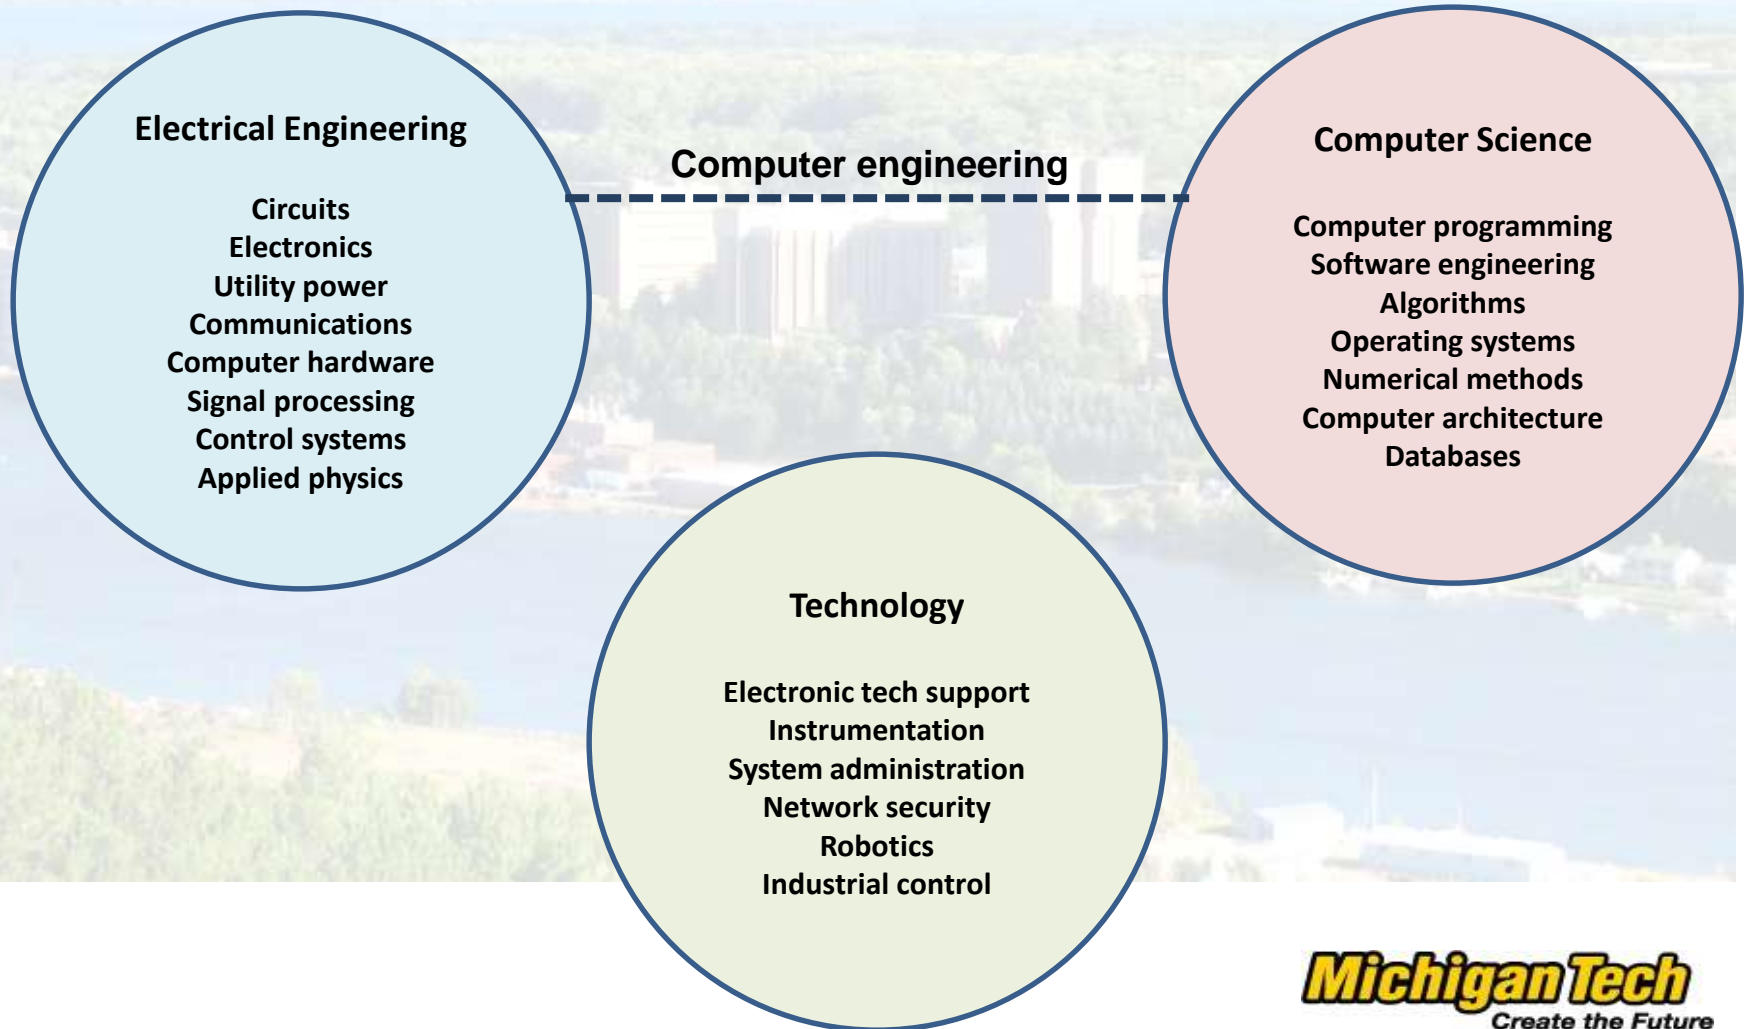 Electrical Engineering
Circuits
Electronics
Utility power
Communications
Computer hardware
Signal processing
Control systems
Applied physics
Computer engineering
Computer Science
Computer programming
Software engineering
Algorithms
Operating systems
Numerical methods
Computer architecture
Databases
Technology
Electronic tech support
Instrumentation
System administration
Network security
Robotics
Industrial control
Michigan Tech
Create the Future